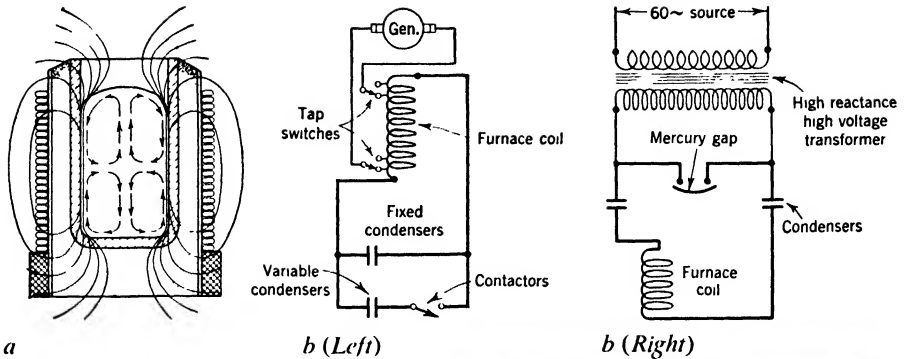 Gen.
Tap
switches
Furnace coil
Fixed
condensers
Variable
condensers
Contactors
60~ source
High reactance
high voltage
transformer
Mercury gap
Condensers
Furnace
coil
a
b (Left)
b (Right)